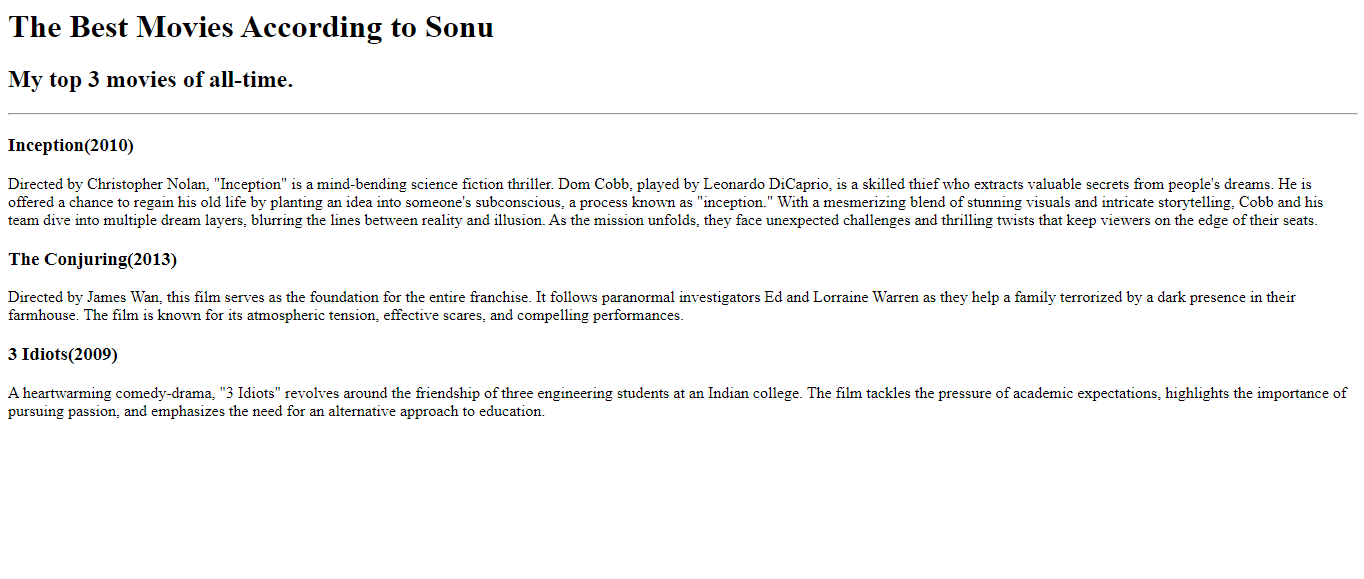 The Best Movies According to Sonu
My top 3 movies of all-time.
Inception(2010)
Directed by Christopher Nolan, "Inception" is a mind-bending science fiction thriller. Dom Cobb, played by Leonardo DiCaprio, is a skilled thief who extracts valuable secrets from people's dreams. He is
offered a chance to regain his old life by planting an idea into someone's subconscious, a process known as "inception." With a mesmerizing blend of stunning visuals and intricate storytelling, Cobb and his
team dive into multiple dream layers, blurring the lines between reality and illusion. As the mission unfolds, they face unexpected challenges and thrilling twists that keep viewers on the edge of their seats.
The Conjuring(2013)
Directed by James Wan, this film serves as the foundation for the entire franchise. It follows paranormal investigators Ed and Lorraine Warren as they help a family terrorized by a dark presence in their
farmhouse. The film is known for its atmospheric tension, effective scares, and compelling performances.
3 Idiots(2009)
A heartwarming comedy-drama, "3 Idiots" revolves around the friendship of three engineering students at an Indian college. The film tackles the pressure of academic expectations, highlights the importance of
pursuing passion, and emphasizes the need for an alternative approach to education.